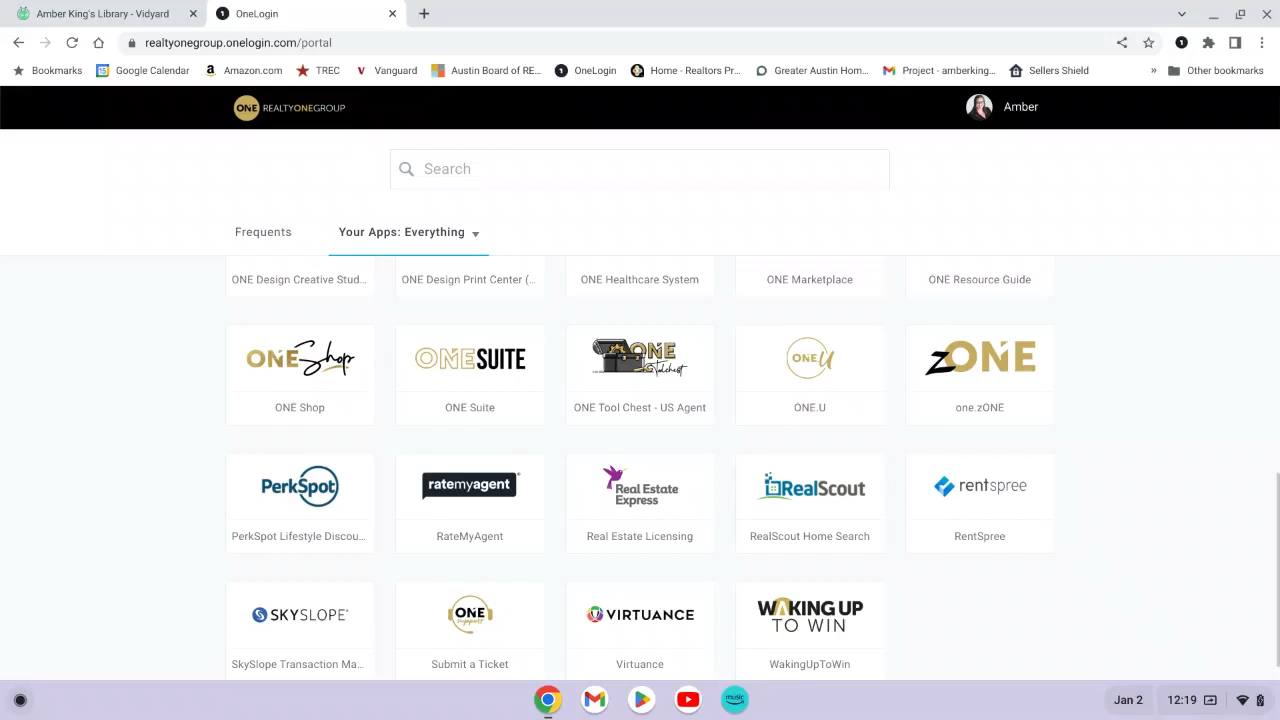 Amber King's Library - Vidyard
OneLogin
realtyonegroup.onelogin.com/portal
Bookmarks
Google Calendar
Amazon.com
TREC
Vanguard
Austin Board of RE...
OneLogin
Home - Realtors Pr...
Greater Austin Hom...
Project - amberking...
Sellers Shield
»
Other bookmarks
ONE REALTYONEGROUP
Amber
Search
Frequents
Your Apps: Everything
ONE Design Creative Stud...
ONE Design Print Center (...
ONE Healthcare System
ONE Marketplace
ONE Resource Guide
ONE Shop
ONESUITE
ONE Toolchest
ONE U
zONE
ONE Shop
ONE Suite
ONE Tool Chest - US Agent
ONE.U
one.zONE
PerkSpot
ratemyagent
Real Estate
Express
RealScout
rentspree
PerkSpot Lifestyle Discou...
RateMyAgent
Real Estate Licensing
RealScout Home Search
RentSpree
SKYSLOPE
ONE support
VIRTUANCE
WAKING UP
TO WIN
SkySlope Transaction Ma...
Submit a Ticket
Virtuance
WakingUpToWin
music
Jan 2
12:19